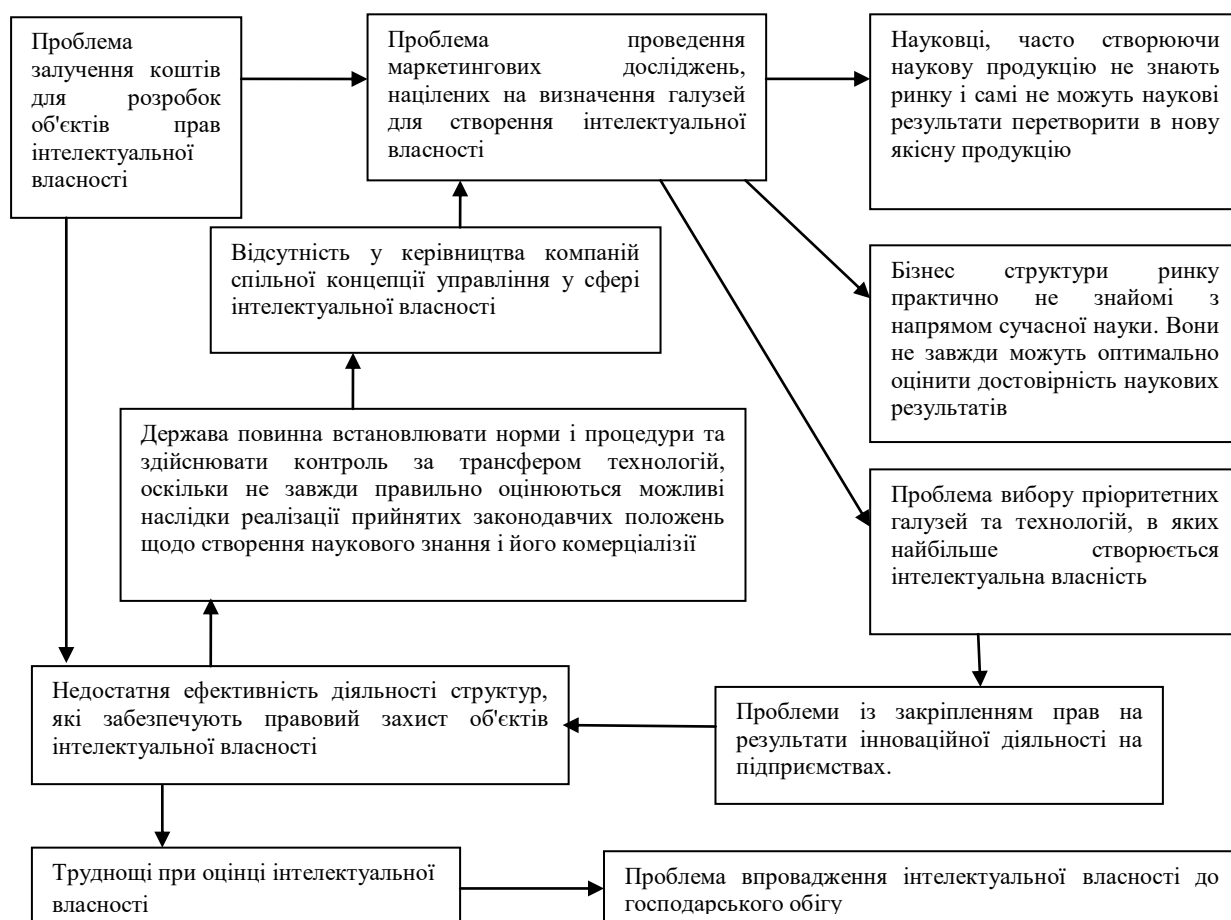 Проблема
залучення коштів
для розробок
об'єктів прав
інтелектуальної
власності
Проблема проведення
маркетингових досліджень,
націлених на визначення галузей
для створення інтелектуальної
власності
Науковці, часто створюючи
наукову продукцію не знають
ринку і самі не можуть наукові
результати перетворити в нову
якісну продукцію
Відсутність у керівництва компаній
спільної концепції управління у сфері
інтелектуальної власності
Бізнес структури ринку
практично не знайомі з
напрямом сучасної науки. Вони
не завжди можуть оптимально
оцінити достовірність наукових
результатів
Держава повинна встановлювати норми і процедури та
здійснювати контроль за трансфером технологій,
оскільки не завжди правильно оцінюються можливі
наслідки реалізації прийнятих законодавчих положень
щодо створення наукового знання і його комерціалізії
Проблема вибору пріоритетних
галузей та технологій, в яких
найбільше створюється
інтелектуальна власність
Недостатня ефективність діяльності структур,
які забезпечують правовий захист об'єктів
інтелектуальної власності
Проблеми із закріпленням прав на
результати інноваційної діяльності на
підприємствах.
Труднощі при оцінці інтелектуальної
власності
Проблема впровадження інтелектуальної власності до
господарського обігу